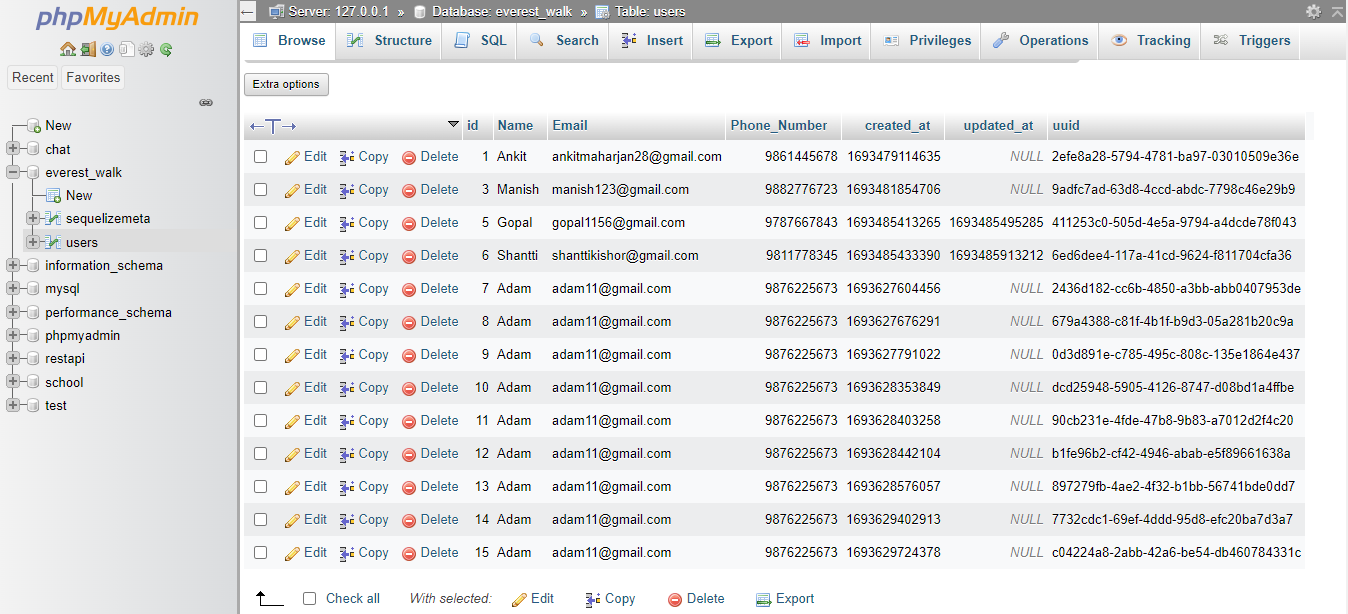 phpMyAdmin
Recent Favorites
New
chat
everest_walk
New
sequelizemeta
users
information_schema
mysql
performance_schema
phpmyadmin
restapi
school
test
Server: 127.0.0.1 » Database: everest_walk » Table: users
Browse Structure SQL Search Insert Export Import Privileges Operations Tracking Triggers
Extra options
←T→ id Name Email Phone_Number created_at updated_at uuid
Edit Copy Delete 1 Ankit ankitmaharjan28@gmail.com 9861445678 1693479114635 NULL 2efe8a28-5794-4781-ba97-03010509e36e
Edit Copy Delete 3 Manish manish123@gmail.com 9882776723 1693481854706 NULL 9adfc7ad-63d8-4ccd-abdc-7798c46e29b9
Edit Copy Delete 5 Gopal gopal1156@gmail.com 9787667843 1693485413265 1693485495285 411253c0-505d-4e5a-9794-a4dcde78f043
Edit Copy Delete 6 Shantti shanttikishor@gmail.com 9811778345 1693485433390 1693485913212 6ed6dee4-117a-41cd-9624-f811704cfa36
Edit Copy Delete 7 Adam adam11@gmail.com 9876225673 1693627604456 NULL 2436d182-cc6b-4850-a3bb-abb0407953de
Edit Copy Delete 8 Adam adam11@gmail.com 9876225673 1693627676291 NULL 679a4388-c81f-4b1f-b9d3-05a281b20c9a
Edit Copy Delete 9 Adam adam11@gmail.com 9876225673 1693627791022 NULL 0d3d891e-c785-495c-808c-135e1864e437
Edit Copy Delete 10 Adam adam11@gmail.com 9876225673 1693628353849 NULL dcd25948-5905-4126-8747-d08bd1a4ffbe
Edit Copy Delete 11 Adam adam11@gmail.com 9876225673 1693628403258 NULL 90cb231e-4fde-47b8-9b83-a7012d2f4c20
Edit Copy Delete 12 Adam adam11@gmail.com 9876225673 1693628442104 NULL b1fe96b2-cf42-4946-abab-e5f89661638a
Edit Copy Delete 13 Adam adam11@gmail.com 9876225673 1693628576057 NULL 897279fb-4ae2-4f32-b1bb-56741bde0dd7
Edit Copy Delete 14 Adam adam11@gmail.com 9876225673 1693629402913 NULL 7732cdc1-69ef-4ddd-95d8-efc20ba7d3a7
Edit Copy Delete 15 Adam adam11@gmail.com 9876225673 1693629724378 NULL c04224a8-2abb-42a6-be54-db460784331c
Check all With selected: Edit Copy Delete Export